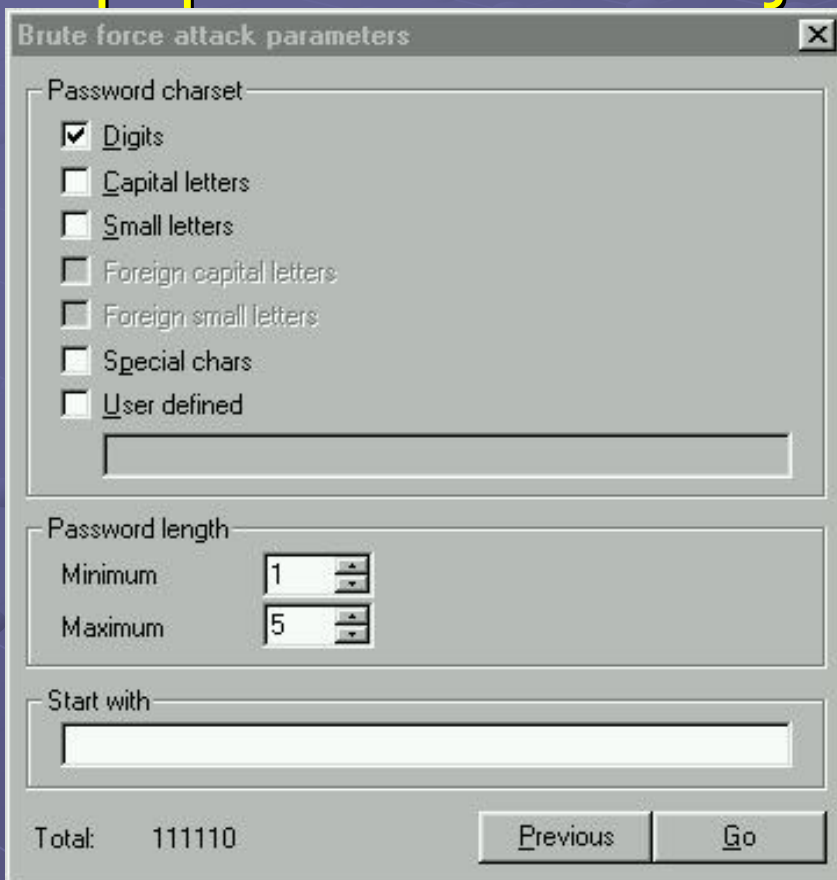 Brute force attack parameters
Password charset
Digits
Capital letters
Small letters
Foreign capital letters
Foreign small letters
Special chars
User defined
Password length
Minimum 1
Maximum 5
Start with
Total: 111110 Previous Go